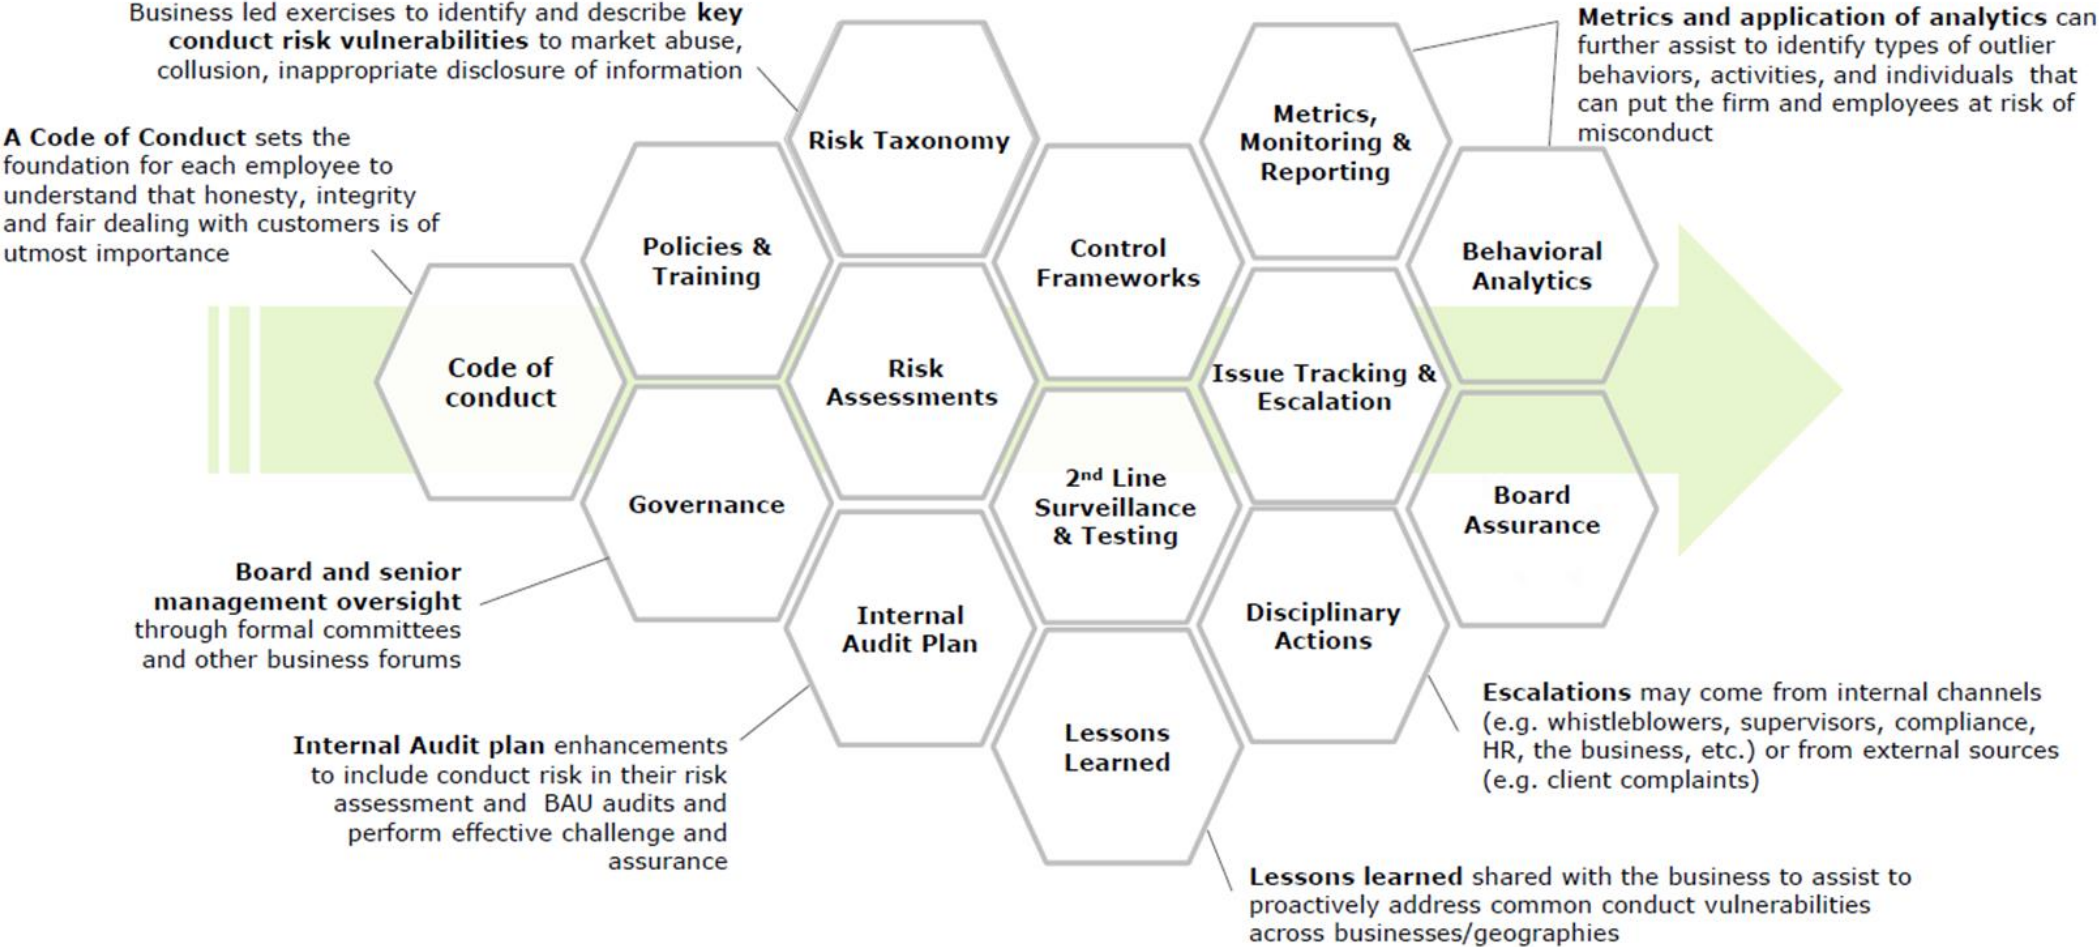 Business led exercises to identify and describe key
conduct risk vulnerabilities to market abuse,
collusion, inappropriate disclosure of information
Metrics and application of analytics can
further assist to identify types of outlier
behaviors, activities, and individuals that
can put the firm and employees at risk of
misconduct
A Code of Conduct sets the
foundation for each employee to
understand that honesty, integrity
and fair dealing with customers is of
utmost importance
Risk Taxonomy
Metrics,
Monitoring &
Reporting
Policies &
Training
Control
Frameworks
Behavioral
Analytics
Code of
conduct
Risk
Assessments
Issue Tracking &
Escalation
Governance
2nd Line
Surveillance
& Testing
Board
Assurance
Board and senior
management oversight
through formal committees
and other business forums
Internal
Audit Plan
Disciplinary
Actions
Lessons
Learned
Internal Audit plan enhancements
to include conduct risk in their risk
assessment and BAU audits and
perform effective challenge and
assurance
Escalations may come from internal channels
(e.g. whistleblowers, supervisors, compliance,
HR, the business, etc.) or from external sources
(e.g. client complaints)
Lessons learned shared with the business to assist to
proactively address common conduct vulnerabilities
across businesses/geographies